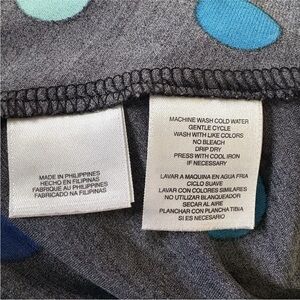 MADE IN PHILIPPINES
HECHO EN FILIPINAS
FABRIQUE AU PHILIPPINES
FABRICADO NA FILIPINAS
MACHINE WASH COLD WATER
GENTLE CYCLE
WASH WITH LIKE COLORS
NO BLEACH
DRIP DRY
PRESS WITH COOL IRON
IF NECESSARY
LAVAR A MAQUINA EN AGUA FRIA
CICLO SUAVE
LAVAR CON COLORES SIMILARES
NO UTILIZAR BLANQUEADOR
SECAR AL AIRE
PLANCHAR CON PLANCHA TIBIA
SI ES NECESARIO